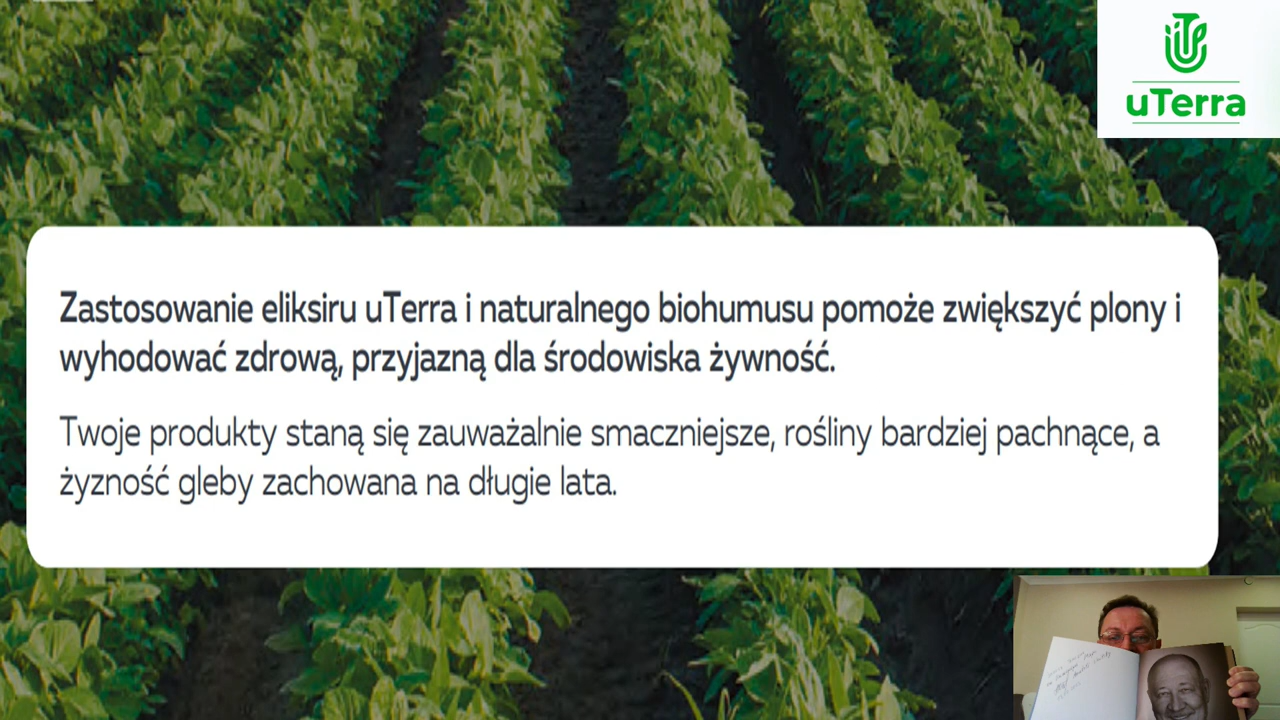 uTerra
Zastosowanie eliksiru uTerra i naturalnego biohumusu pomoże zwiększyć plony i
wyhodować zdrową, przyjazną dla środowiska żywność.
Twoje produkty staną się zauważalnie smaczniejsze, rośliny bardziej pachnące, a
żyzność gleby zachowana na długie lata.